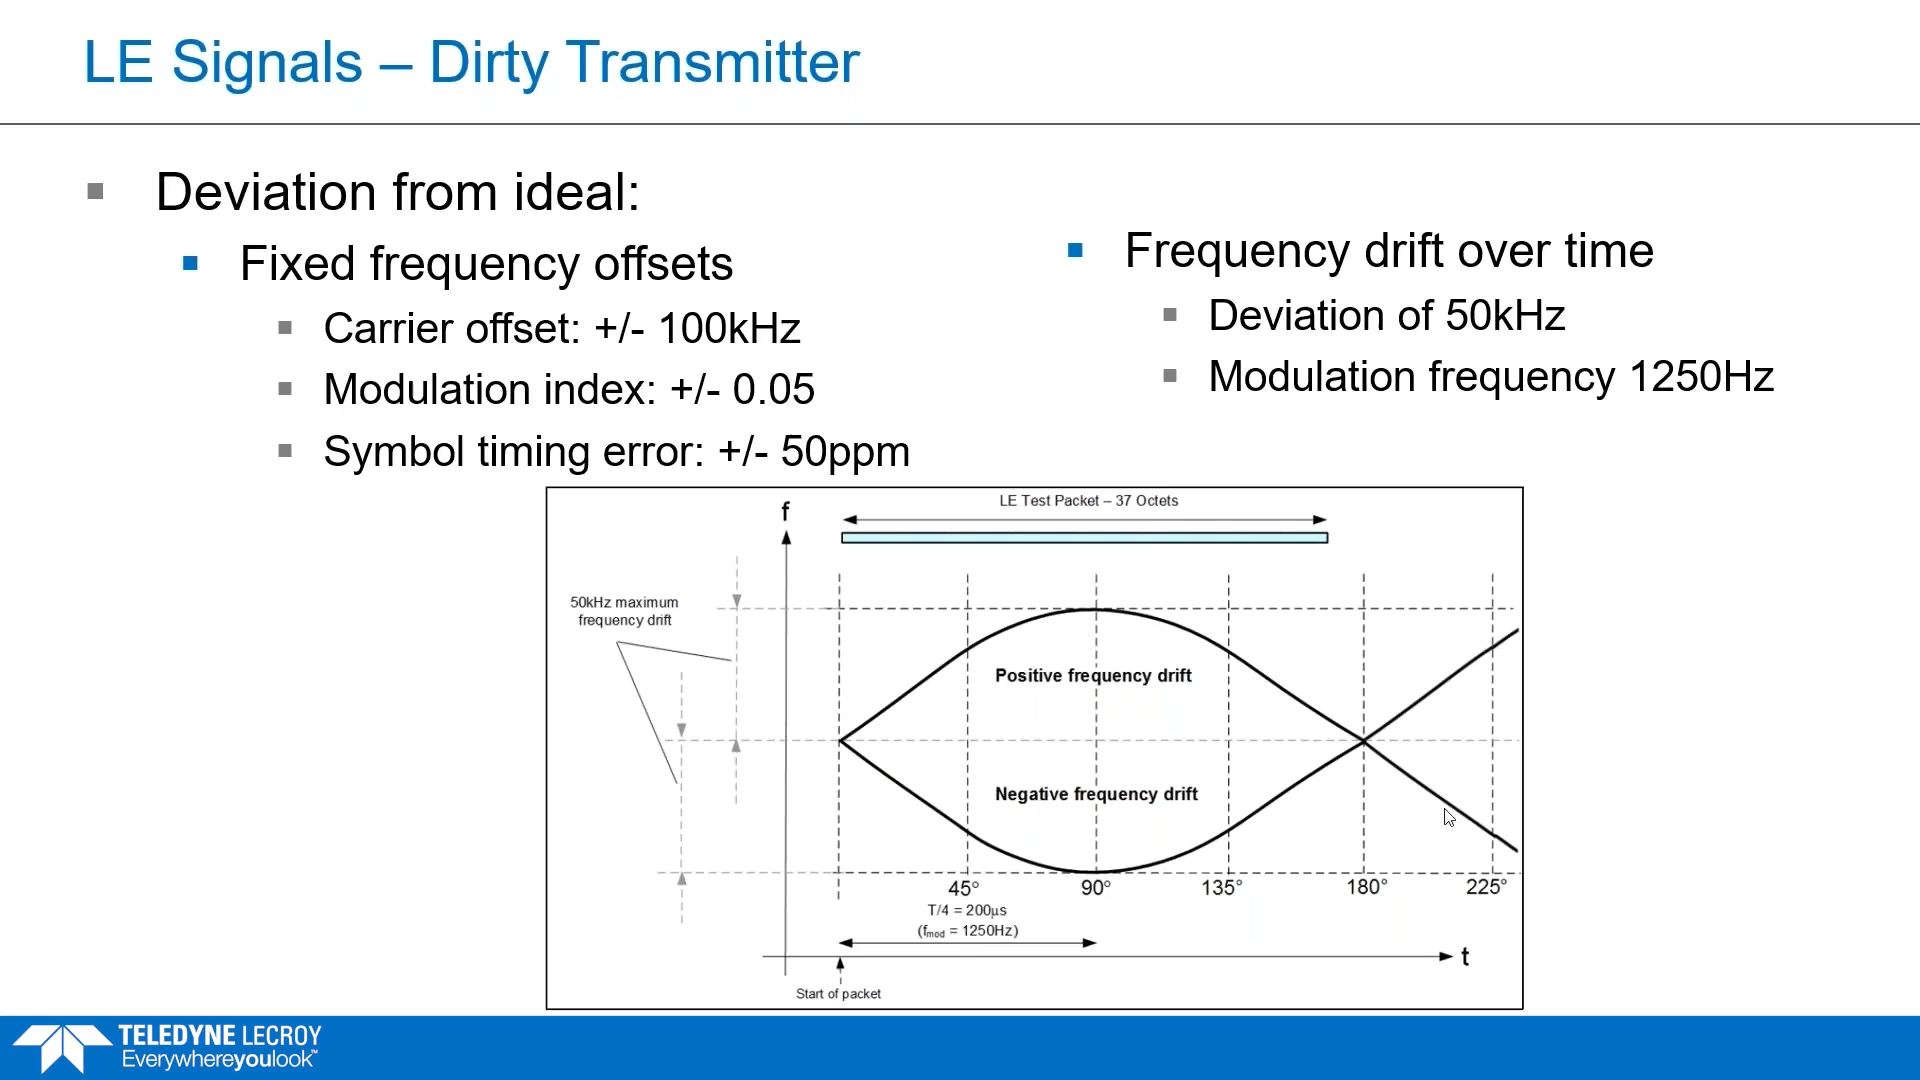 LE Signals – Dirty Transmitter
Deviation from ideal:
Fixed frequency offsets
Carrier offset: +/- 100kHz
Modulation index: +/- 0.05
Symbol timing error: +/- 50ppm
Frequency drift over time
Deviation of 50kHz
Modulation frequency 1250Hz
LE Test Packet – 37 Octets
f
50kHz maximum
frequency drift
Positive frequency drift
Negative frequency drift
45° 90° 135° 180° 225°
T/4 = 200µs
(fmod = 1250Hz)
t
Start of packet
TELEDYNE LECROY
Everywhereyoulook™